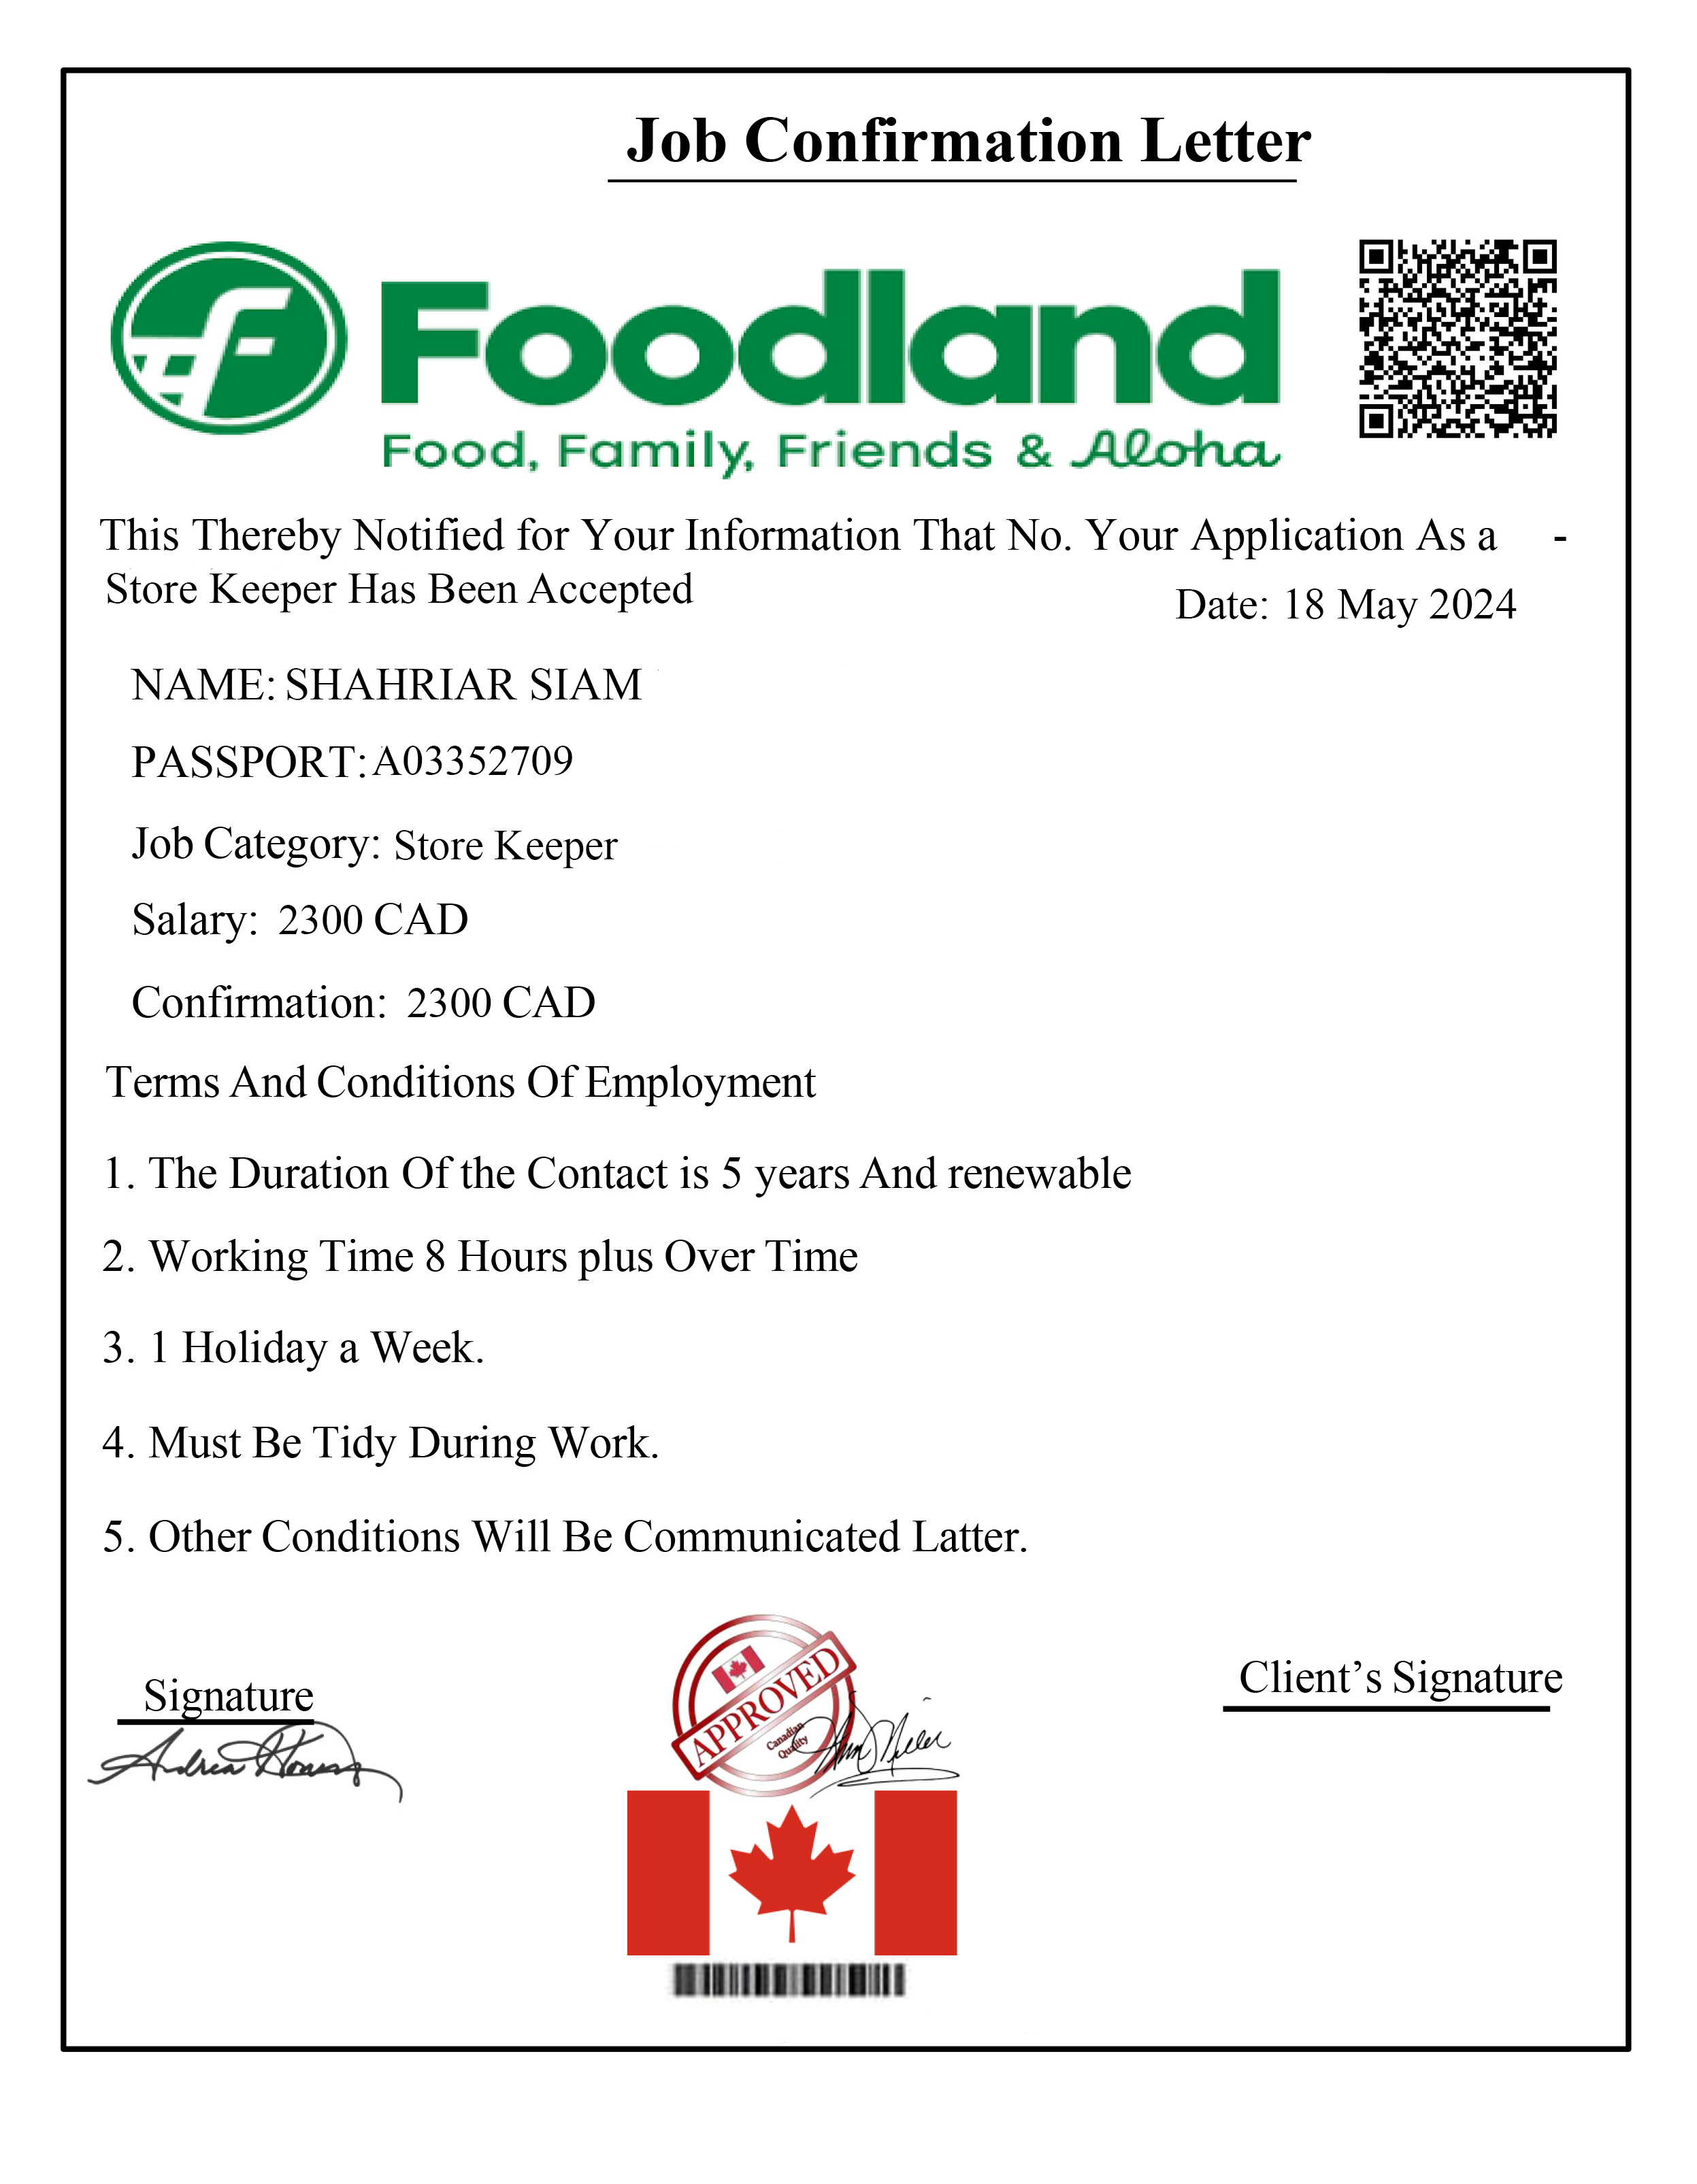 Job Confirmation Letter
Foodland
Food, Family, Friends & Aloha
This Thereby Notified for Your Information That No. Your Application As a -
Store Keeper Has Been Accepted
Date: 18 May 2024
NAME: SHAHRIAR SIAM
PASSPORT: A03352709
Job Category: Store Keeper
Salary: 2300 CAD
Confirmation: 2300 CAD
Terms And Conditions Of Employment
1. The Duration Of the Contact is 5 years And renewable
2. Working Time 8 Hours plus Over Time
3. 1 Holiday a Week.
4. Must Be Tidy During Work.
5. Other Conditions Will Be Communicated Latter.
Signature
Client’s Signature
APPROVED
Canadian
Quality